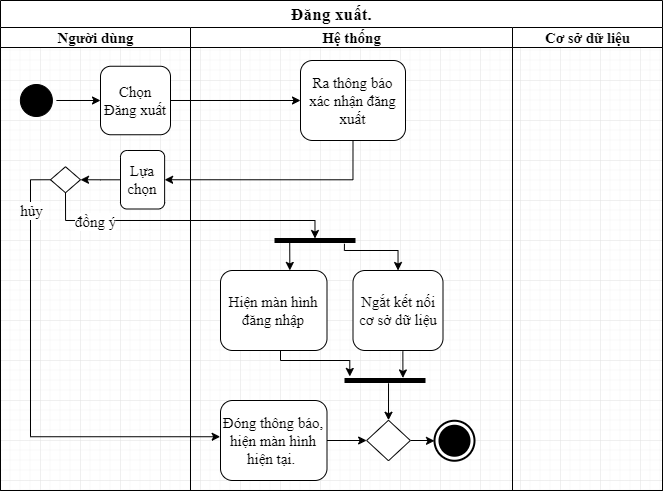 Đăng xuất.
Người dùng
Hệ thống
Cơ sở dữ liệu
Chọn
Đăng xuất
Ra thông báo
xác nhận đăng
xuất
Lựa
chọn
hủy
đồng ý
Hiện màn hình
đăng nhập
Ngắt kết nối
cơ sở dữ liệu
Đóng thông báo,
hiện màn hình
hiện tại.